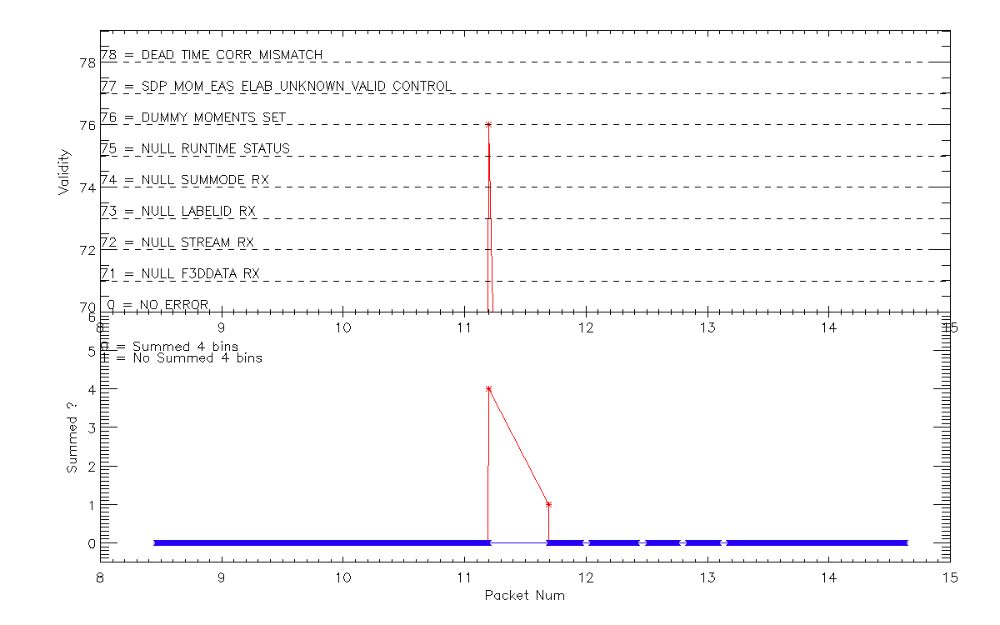 78 = DEAD TIME CORR MISMATCH
78
77 = SDP MOM EAS ELAB UNKNOWN VALID CONTROL
76 = DUMMY MOMENTS SET
76
75 = NULL RUNTIME STATUS
Validity
74 = NULL SUMMODE RX
74
73 = NULL LABELID RX
72 = NULL STREAM RX
72
71 = NULL F3DDATA RX
0 = NO ERROR
70
8 9 10 11 12 13 14 15
6
0 = Summed 4 bins
5
1 = No Summed 4 bins
4
Summed ?
3
2
1
0
8 9 10 11 12 13 14 15
Packet Num